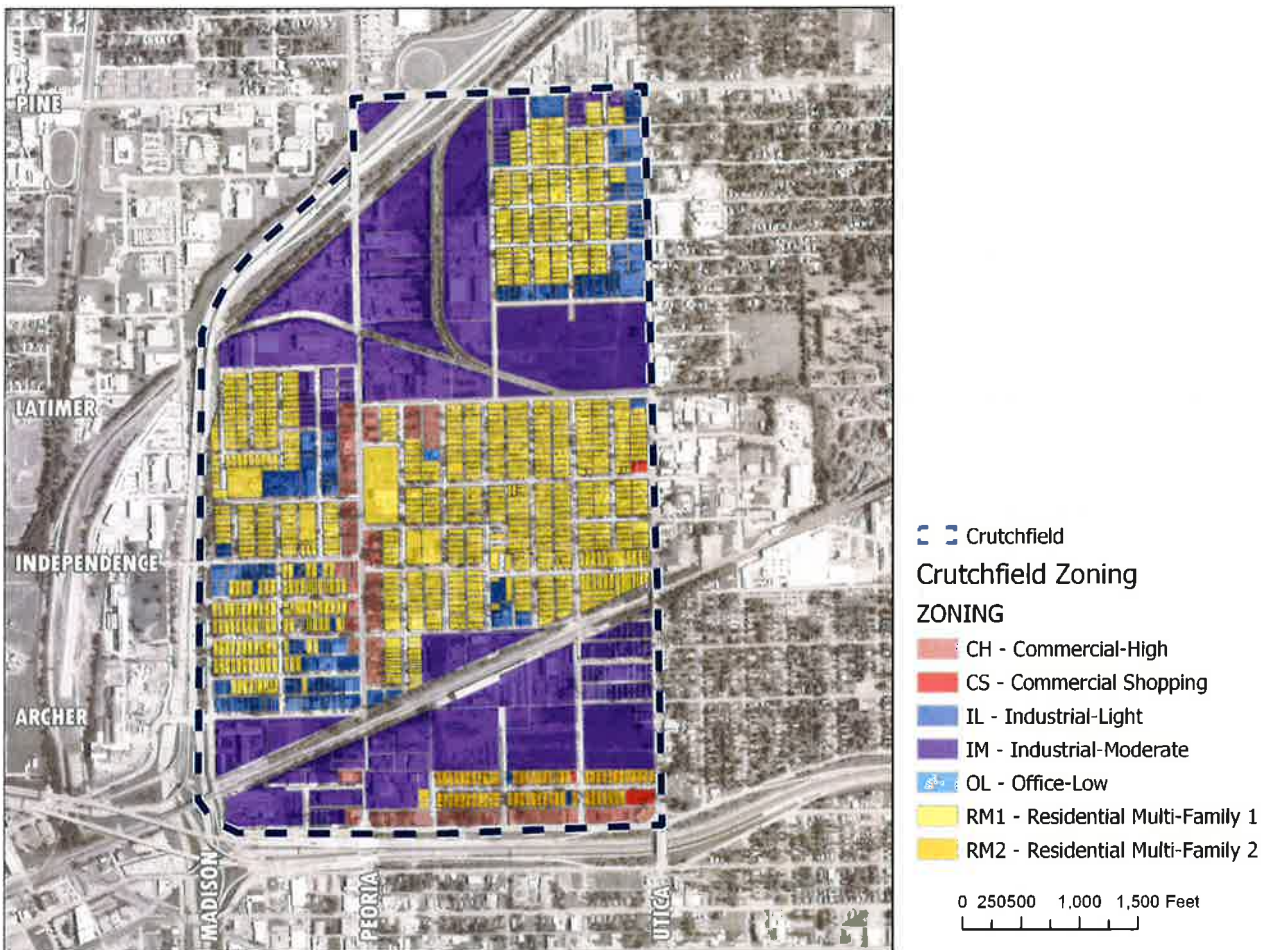 PINE
LATIMER
INDEPENDENCE
ARCHER
MADISON
PEORIA
UTICA
Crutchfield
Crutchfield Zoning
ZONING
CH - Commercial-High
CS - Commercial Shopping
IL - Industrial-Light
IM - Industrial-Moderate
OL - Office-Low
RM1 - Residential Multi-Family 1
RM2 - Residential Multi-Family 2
0 250500 1,000 1,500 Feet